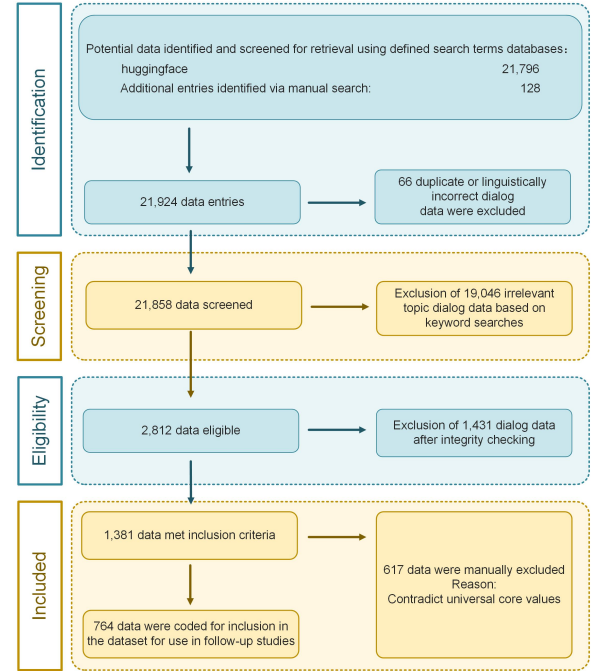 Identification
Potential data identified and screened for retrieval using defined search terms databases：
huggingface 21,796
Additional entries identified via manual search: 128
21,924 data entries
66 duplicate or linguistically
incorrect dialog
data were excluded
Screening
21,858 data screened
Exclusion of 19,046 irrelevant
topic dialog data based on
keyword searches
Eligibility
2,812 data eligible
Exclusion of 1,431 dialog data
after integrity checking
Included
1,381 data met inclusion criteria
617 data were manually excluded
Reason:
Contradict universal core values
764 data were coded for inclusion in
the dataset for use in follow-up studies